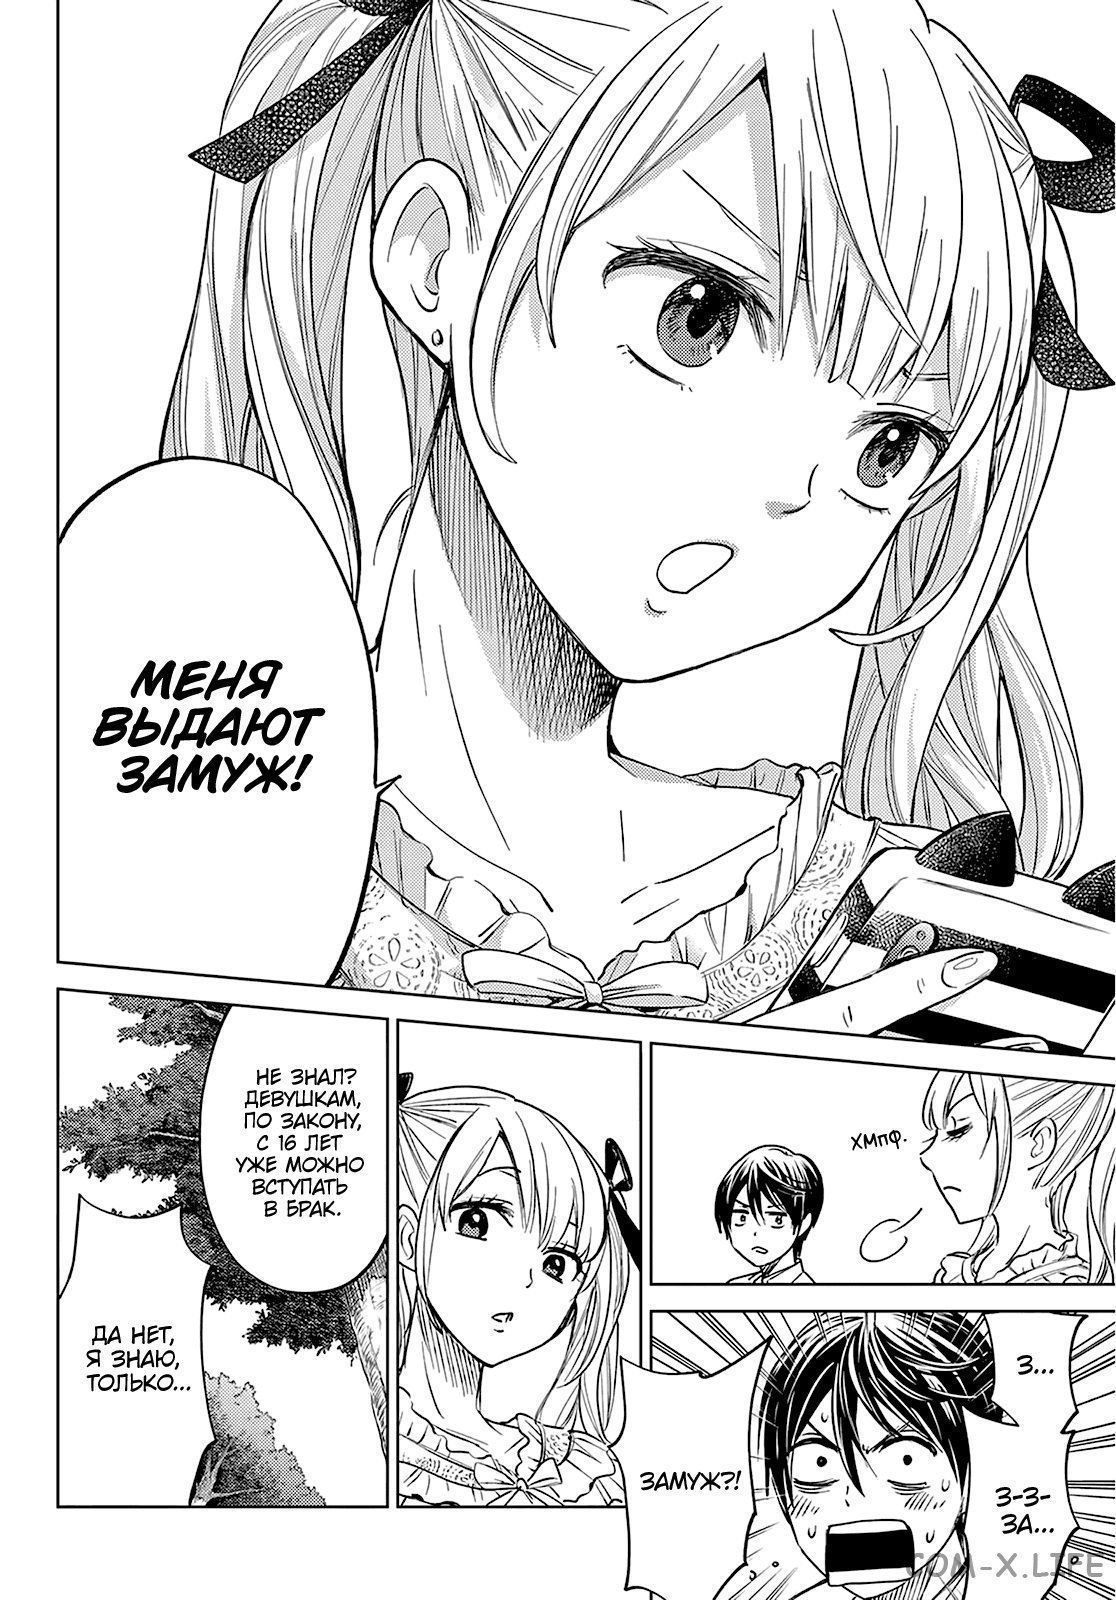 МЕНЯ
ВЫДАЮТ
ЗАМУЖ!
ХМПФ.
З...
З-З-
ЗА...
ЗАМУЖ?!
НЕ ЗНАЛ?
ДЕВУШКАМ,
ПО ЗАКОНУ,
С 16 ЛЕТ
УЖЕ МОЖНО
ВСТУПАТЬ
В БРАК.
ДА НЕТ,
Я ЗНАЮ,
ТОЛЬКО...
COM-X.LIFE